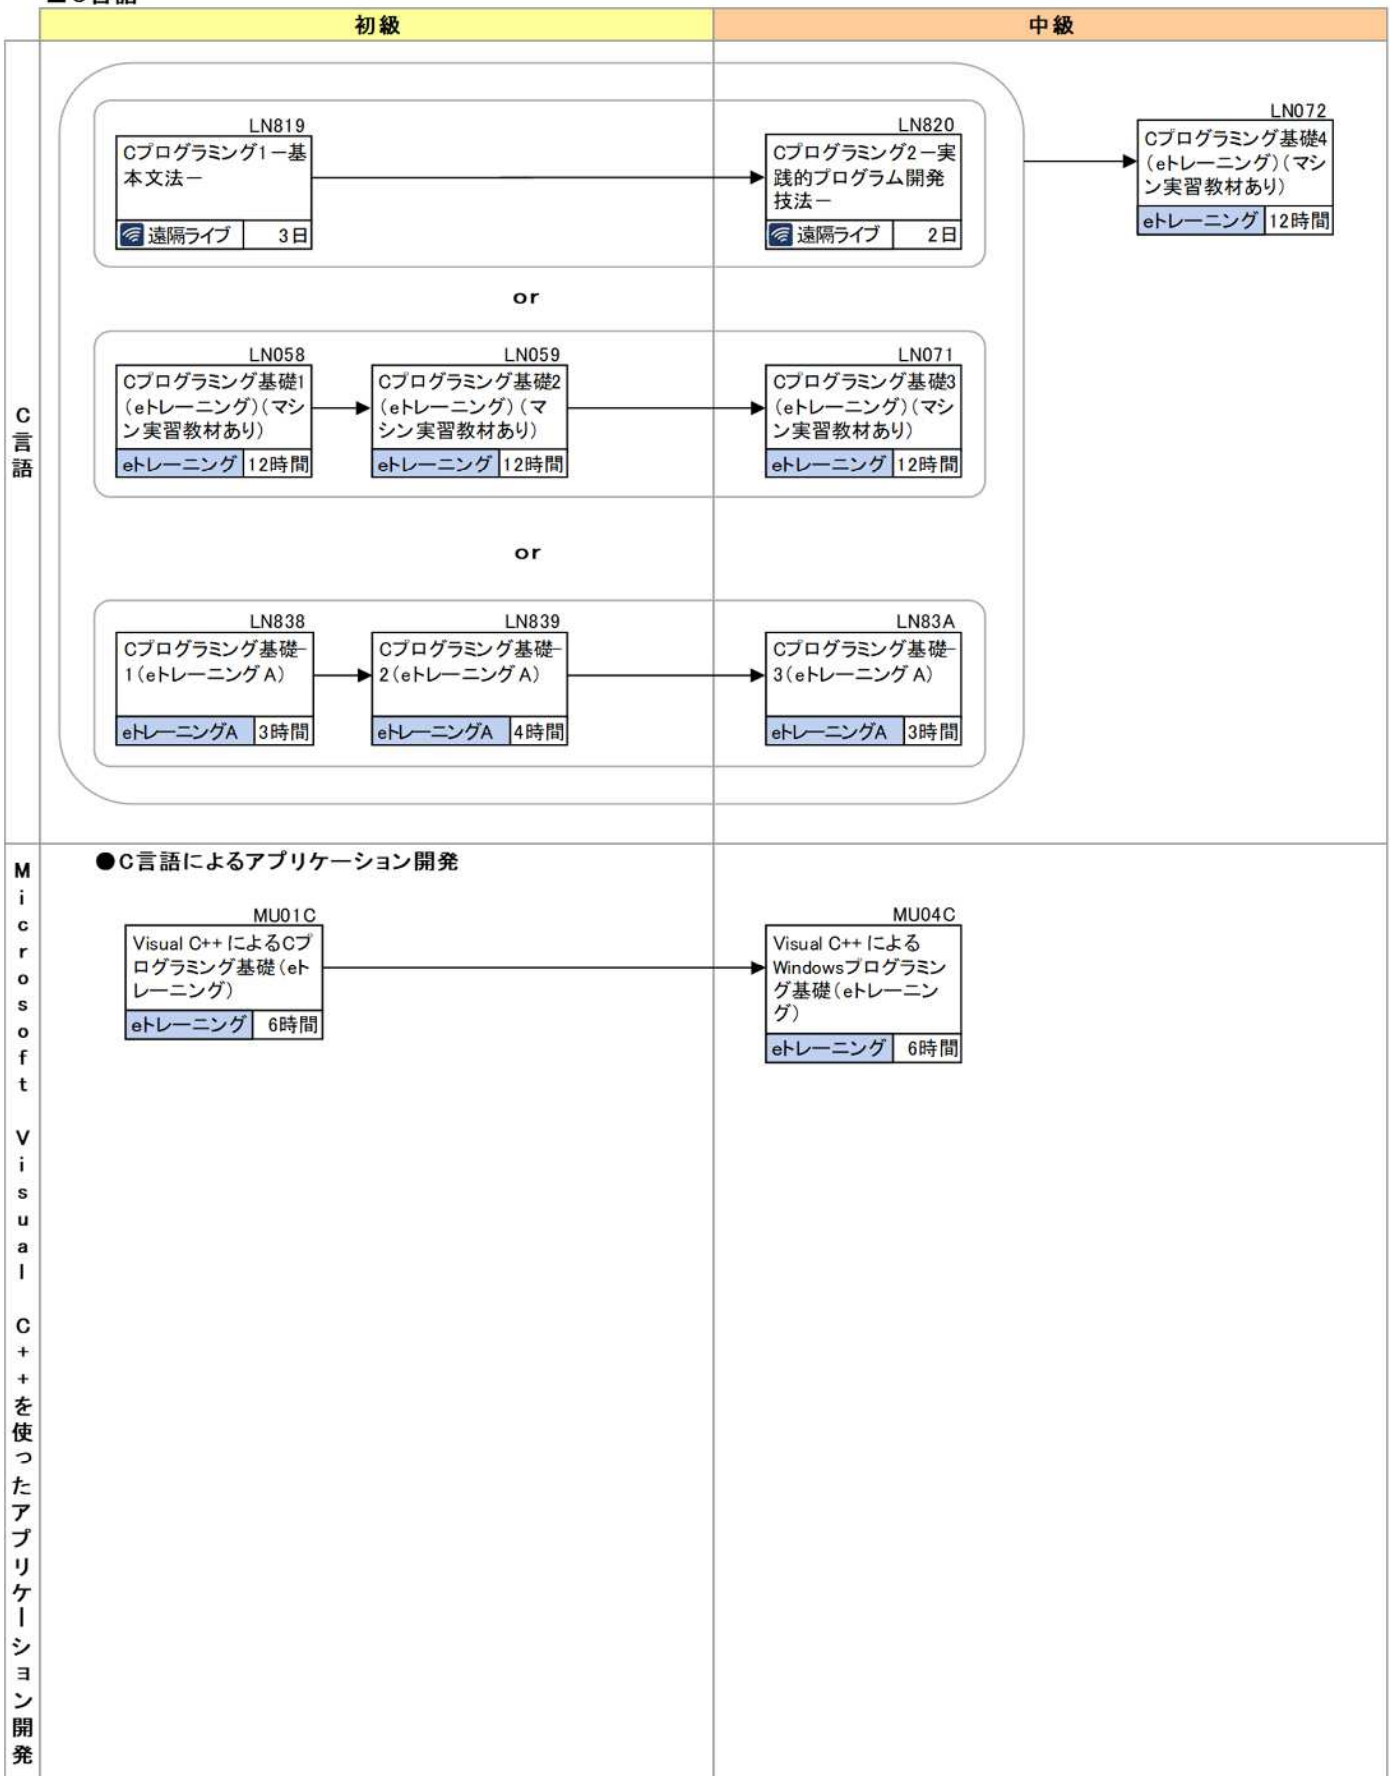 ■C言語
初級
中級
C言語
LN819
Cプログラミング1－基
本文法－
遠隔ライブ
3日
LN820
Cプログラミング2－実
践的プログラム開発
技法－
遠隔ライブ
2日
LN072
Cプログラミング基礎4
（eトレーニング）（マシ
ン実習教材あり）
eトレーニング
12時間
or
LN058
Cプログラミング基礎1
（eトレーニング）（マシ
ン実習教材あり）
eトレーニング
12時間
LN059
Cプログラミング基礎2
（eトレーニング）（マ
シン実習教材あり）
eトレーニング
12時間
LN071
Cプログラミング基礎3
（eトレーニング）（マシ
ン実習教材あり）
eトレーニング
12時間
or
LN838
Cプログラミング基礎-
1（eトレーニングA）
eトレーニングA
3時間
LN839
Cプログラミング基礎-
2（eトレーニングA）
eトレーニングA
4時間
LN83A
Cプログラミング基礎-
3（eトレーニングA）
eトレーニングA
3時間
Microsoft Visual C++を使ったアプリケーション開発
●C言語によるアプリケーション開発
MU01C
Visual C++ によるCプ
ログラミング基礎（eト
レーニング）
eトレーニング
6時間
MU04C
Visual C++ による
Windowsプログラミン
グ基礎（eトレーニン
グ）
eトレーニング
6時間